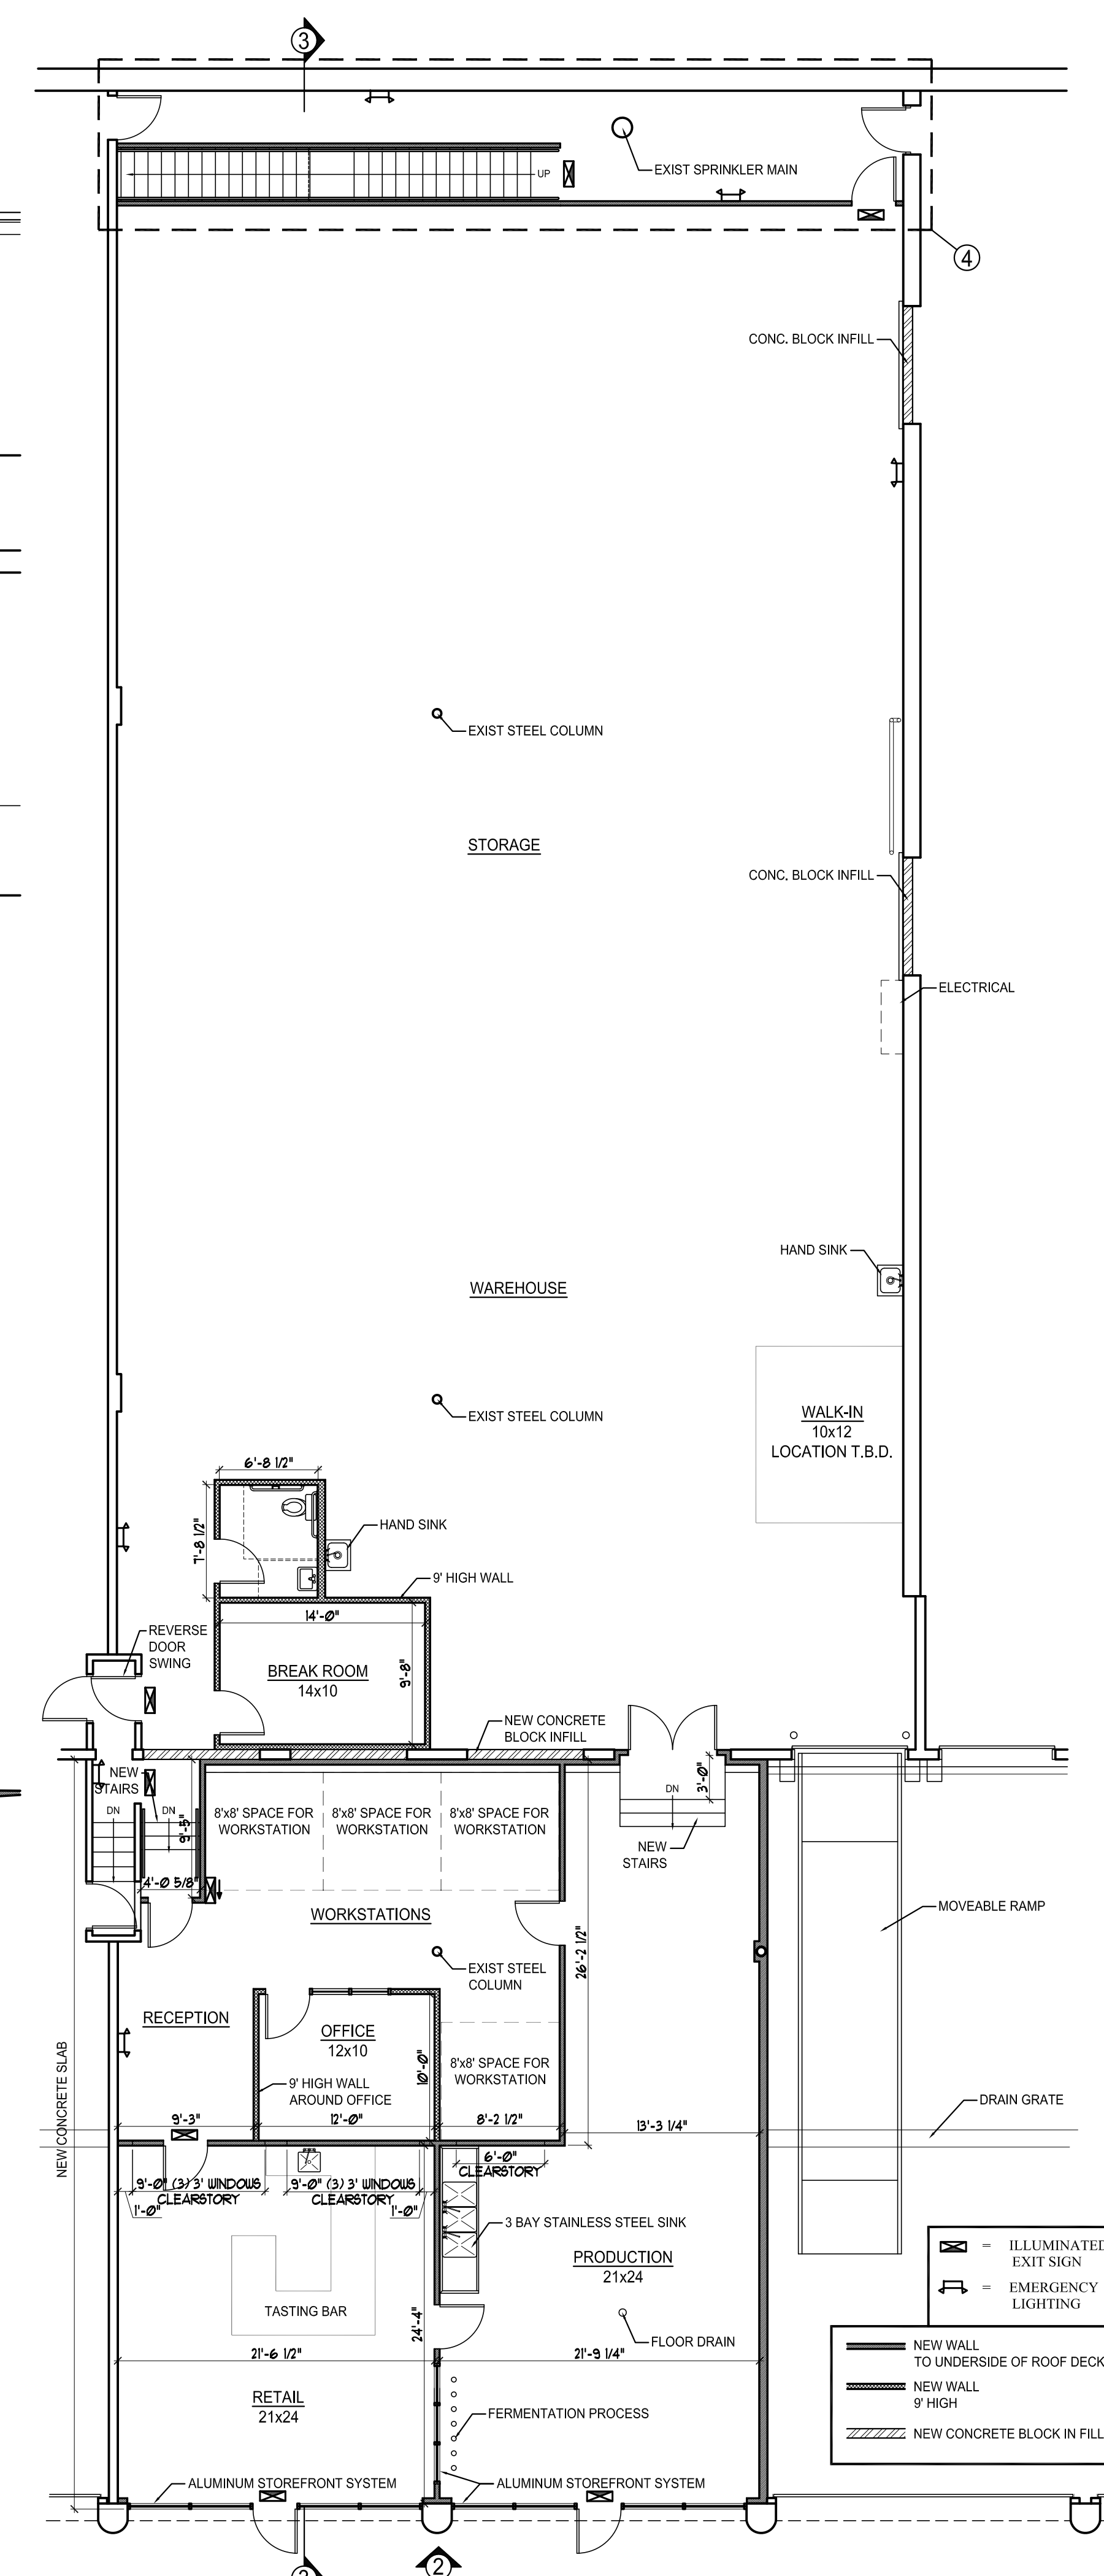 3
UP
EXIST SPRINKLER MAIN
4
CONC. BLOCK INFILL
EXIST STEEL COLUMN
STORAGE
CONC. BLOCK INFILL
ELECTRICAL
HAND SINK
WAREHOUSE
EXIST STEEL COLUMN
WALK-IN
10x12
LOCATION T.B.D.
6'-8 1/2"
7'-8 1/2"
HAND SINK
9' HIGH WALL
14'-0"
REVERSE
DOOR
SWING
BREAK ROOM
14x10
9'-8"
NEW CONCRETE
BLOCK INFILL
NEW
STAIRS
DN
DN
9'-5"
4'-0 5/8"
8'x8' SPACE FOR
WORKSTATION
8'x8' SPACE FOR
WORKSTATION
8'x8' SPACE FOR
WORKSTATION
DN
3'-0"
NEW
STAIRS
WORKSTATIONS
MOVEABLE RAMP
EXIST STEEL
COLUMN
26'-2 1/2"
RECEPTION
OFFICE
12x10
10'-0"
9' HIGH WALL
AROUND OFFICE
8'x8' SPACE FOR
WORKSTATION
NEW CONCRETE SLAB
DRAIN GRATE
9'-3"
12'-0"
8'-2 1/2"
13'-3 1/4"
9'-0" (3) 3' WINDOWS
CLEARSTORY
1'-0"
9'-0" (3) 3' WINDOWS
CLEARSTORY
1'-0"
6'-0"
CLEARSTORY
3 BAY STAINLESS STEEL SINK
PRODUCTION
21x24
TASTING BAR
24'-4"
FLOOR DRAIN
21'-6 1/2"
21'-9 1/4"
RETAIL
21x24
FERMENTATION PROCESS
ALUMINUM STOREFRONT SYSTEM
ALUMINUM STOREFRONT SYSTEM
= ILLUMINATED
EXIT SIGN
= EMERGENCY
LIGHTING
NEW WALL
TO UNDERSIDE OF ROOF DECK
NEW WALL
9' HIGH
NEW CONCRETE BLOCK IN FILL
2